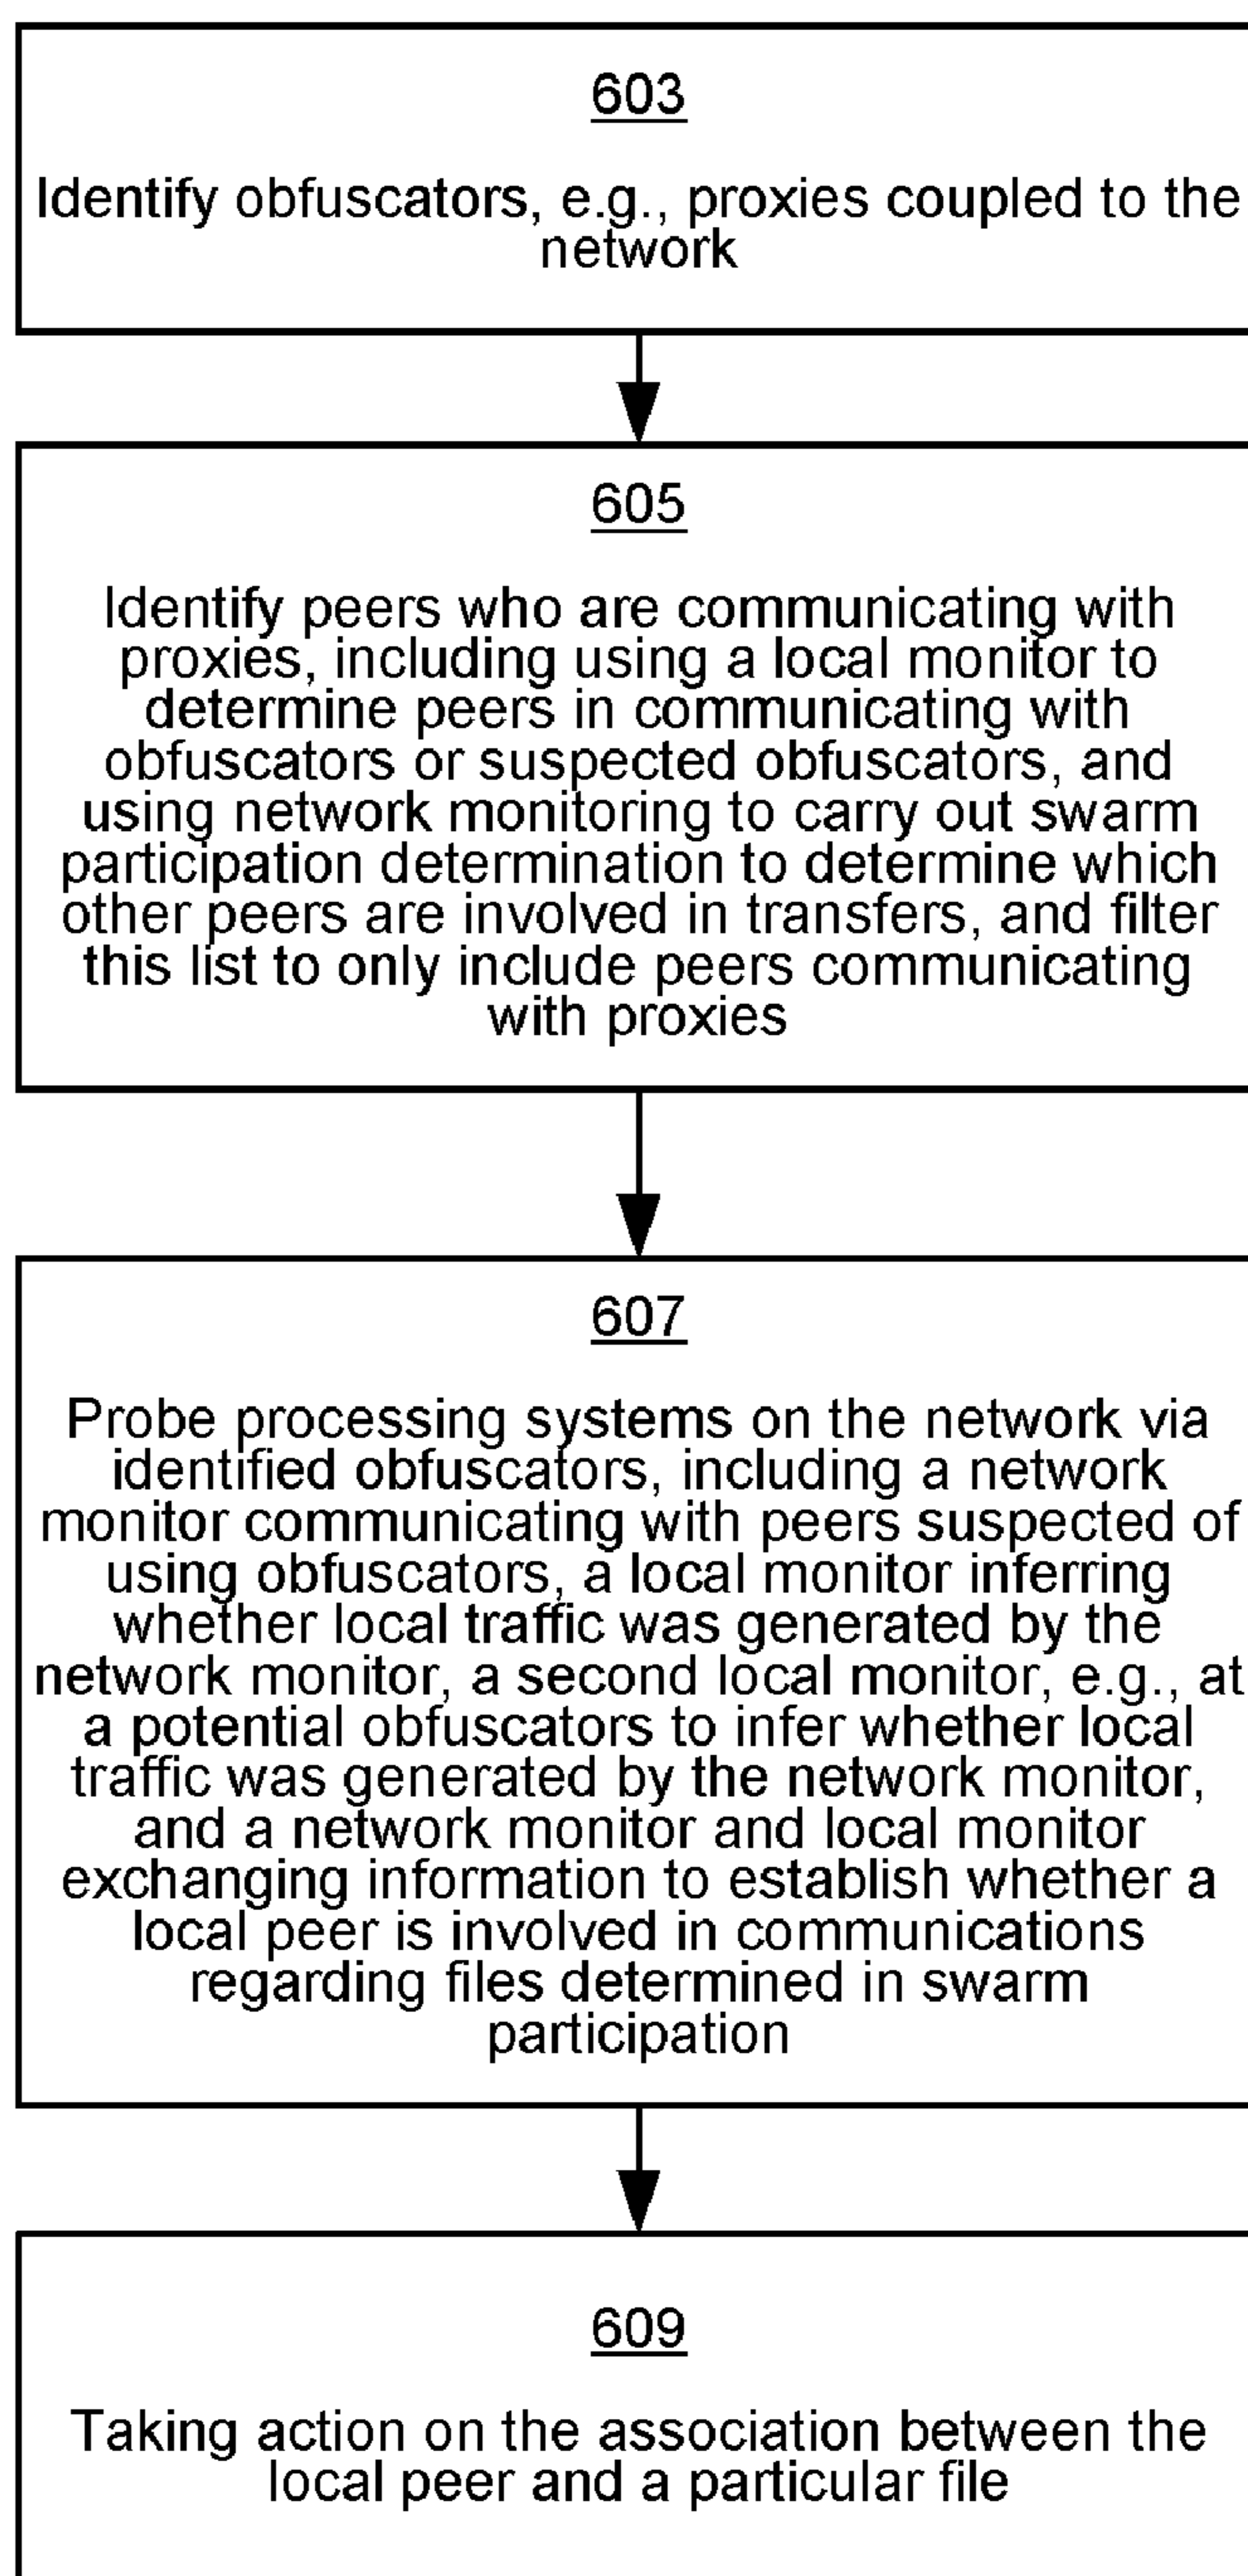 603
Identify obfuscators, e.g., proxies coupled to the
network
605
Identify peers who are communicating with
proxies, including using a local monitor to
determine peers in communicating with
obfuscators or suspected obfuscators, and
using network monitoring to carry out swarm
participation determination to determine which
other peers are involved in transfers, and filter
this list to only include peers communicating
with proxies
607
Probe processing systems on the network via
identified obfuscators, including a network
monitor communicating with peers suspected of
using obfuscators, a local monitor inferring
whether local traffic was generated by the
network monitor, a second local monitor, e.g., at
a potential obfuscators to infer whether local
traffic was generated by the network monitor,
and a network monitor and local monitor
exchanging information to establish whether a
local peer is involved in communications
regarding files determined in swarm
participation
609
Taking action on the association between the
local peer and a particular file